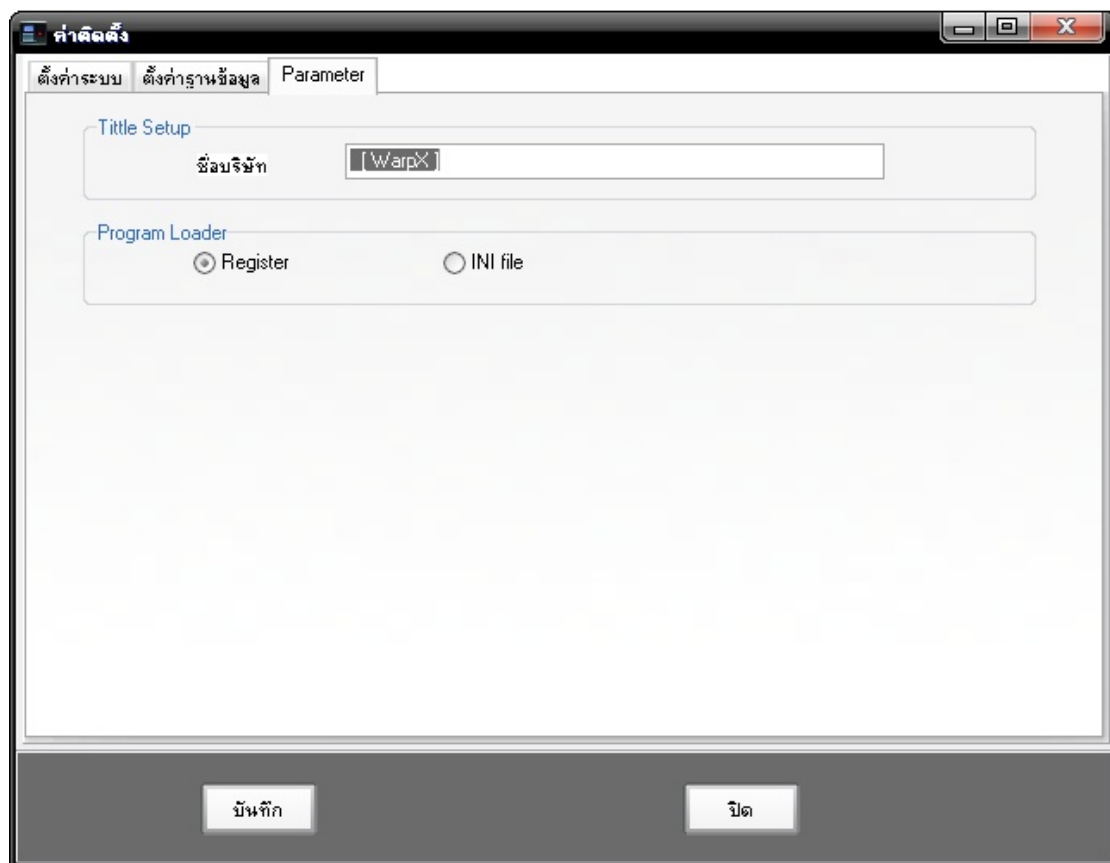 ค่าติดตั้ง
ตั้งค่าระบบ ตั้งค่าฐานข้อมูล Parameter
Tittle Setup
ชื่อบริษัท [WarpX]
Program Loader
Register INI file
บันทึก ปิด